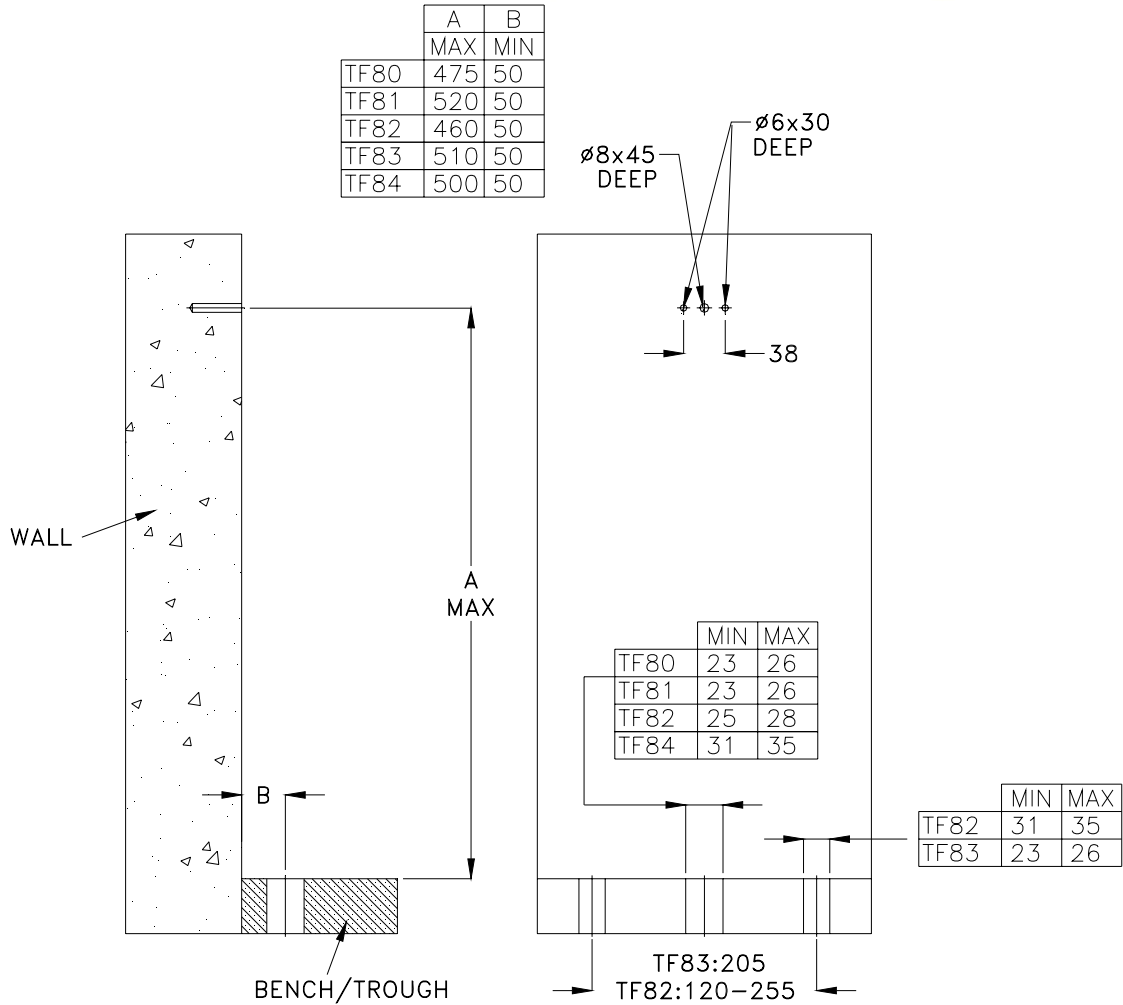 A B
MAX MIN
TF80 475 50
TF81 520 50
TF82 460 50
TF83 510 50
TF84 500 50
ø6x30
DEEP
ø8x45
DEEP
38
WALL
A
MAX
MIN MAX
TF80 23 26
TF81 23 26
TF82 25 28
TF84 31 35
B
MIN MAX
TF82 31 35
TF83 23 26
TF83:205
TF82:120-255
BENCH/TROUGH